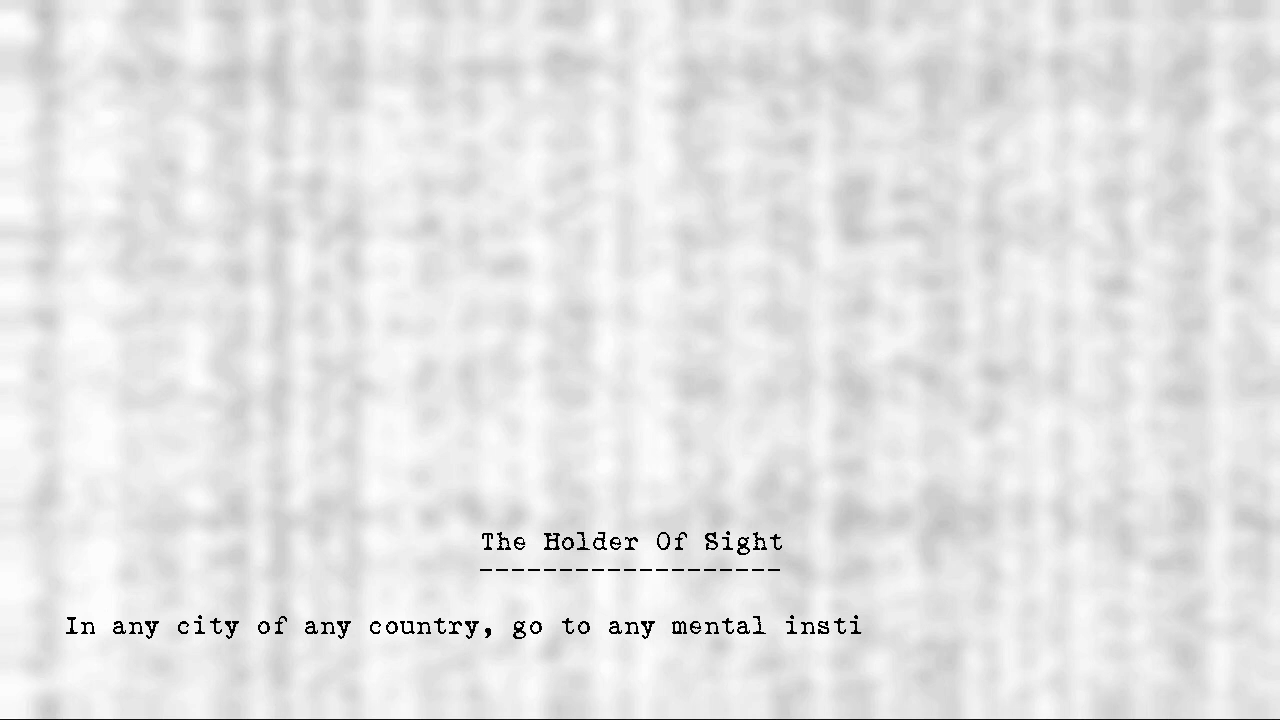 The Holder Of Sight
-------------------
In any city of any country, go to any mental insti